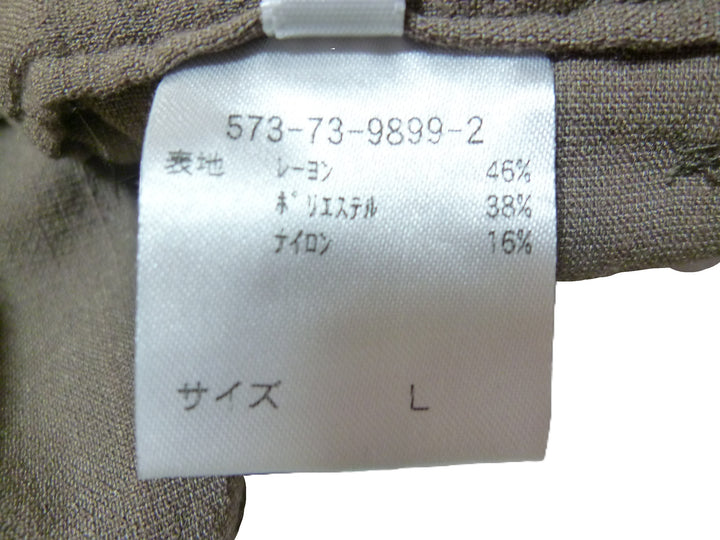 573-73-9899-2
表地 レーヨン 46%
ポリエステル 38%
ナイロン 16%
サイズ L